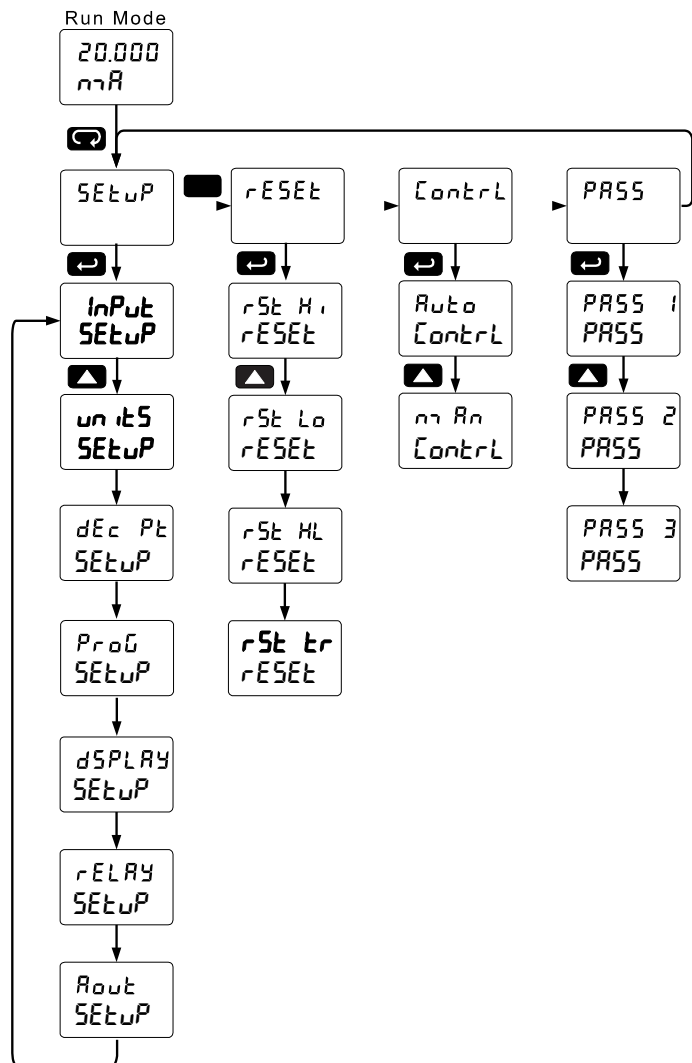 Run Mode
20.000
mA
SEtuP
rESEt
ContrL
PASS
InPut
SEtuP
rSt Hi
rESEt
Auto
ContrL
PASS 1
PASS
unitS
SEtuP
rSt Lo
rESEt
mAn
ContrL
PASS 2
PASS
dEc Pt
SEtuP
rSt HL
rESEt
PASS 3
PASS
ProG
SEtuP
rSt tr
rESEt
dSPLAY
SEtuP
rELAY
SEtuP
Aout
SEtuP